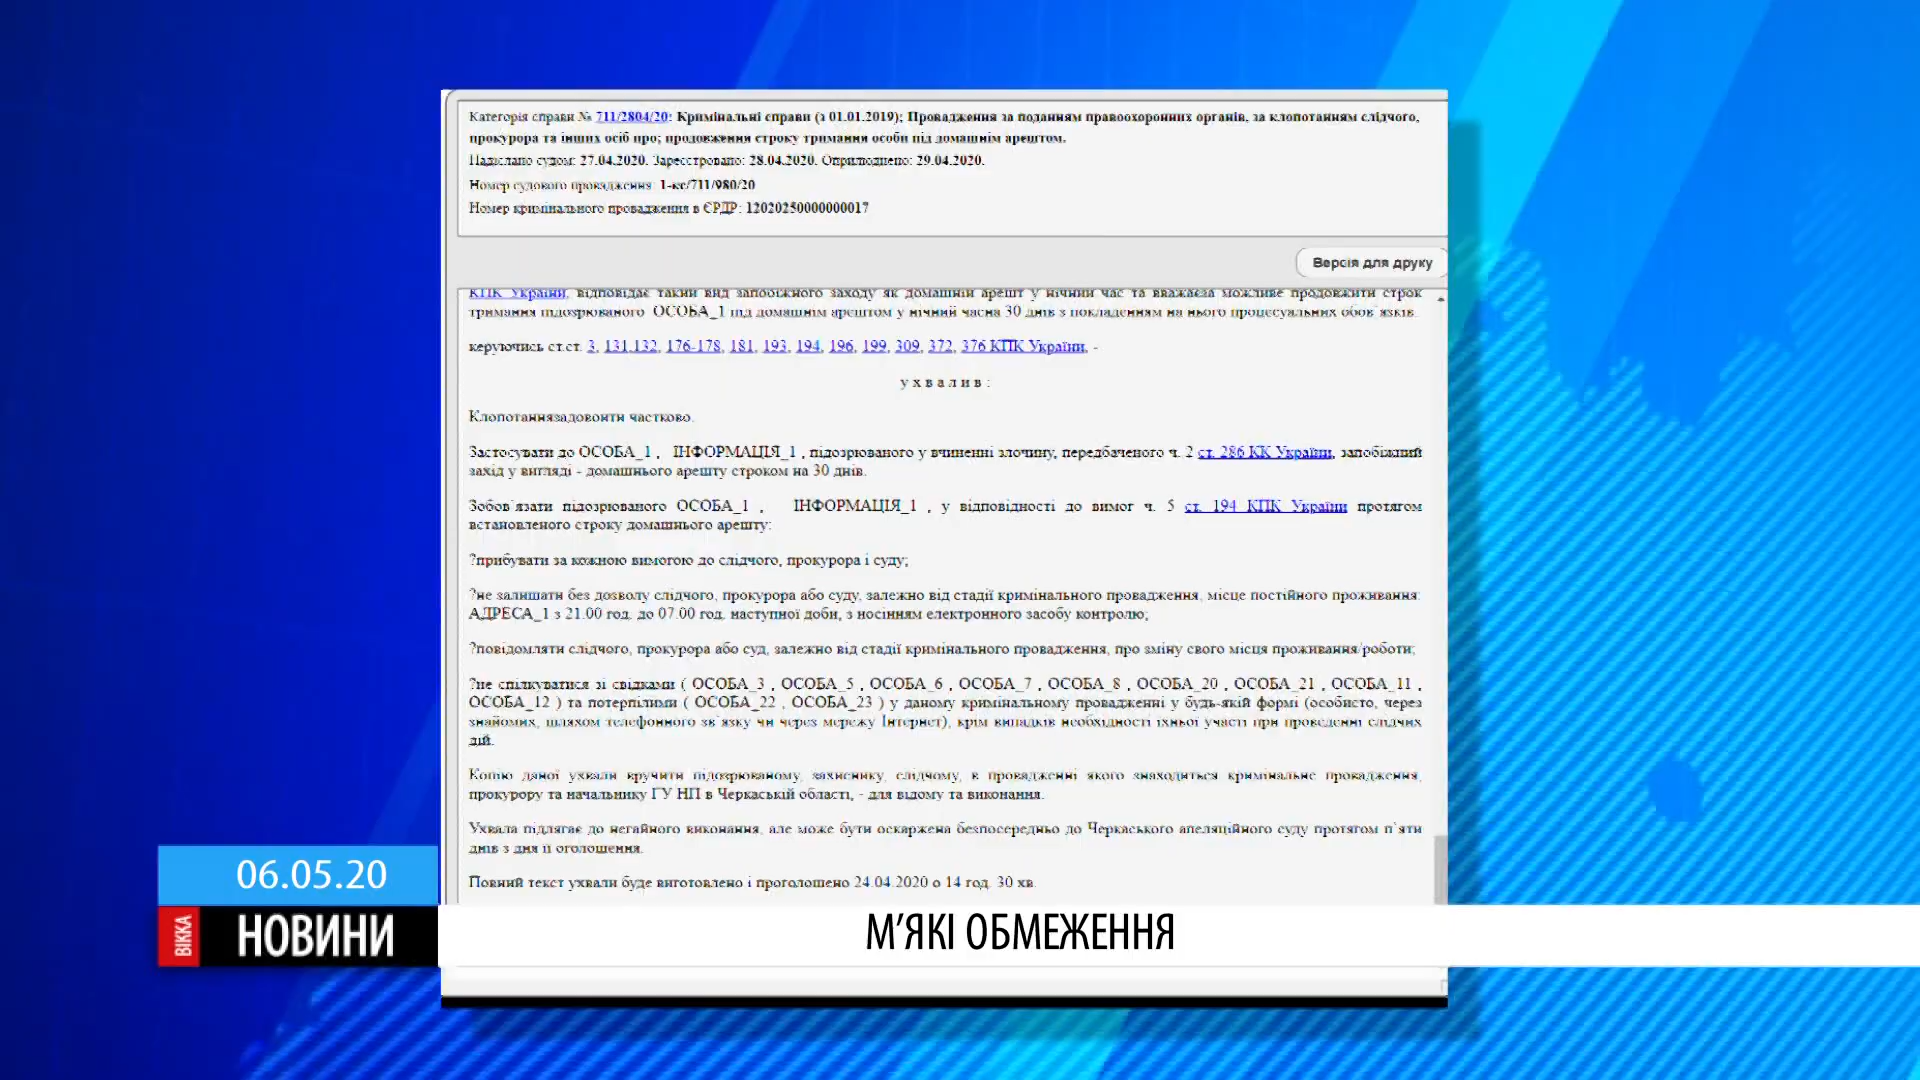 Категорія справи № 711/2804/20: Кримінальні справи (з 01.01.2019); Провадження за поданням правоохоронних органів, за клопотанням слідчого,
прокурора та інших осіб про; продовження строку тримання особи під домашнім арештом.
Надіслано судом: 27.04.2020. Зареєстровано: 28.04.2020. Оприлюднено: 29.04.2020.
Номер судового провадження: 1-кс/711/980/20
Номер кримінального провадження в ЄРДР: 12020250000000017
Версія для друку
КПК України, відповідає такий вид запобіжного заходу як домашній арешт у нічний час та вважаєза можливе продовжити строк
тримання підозрюваного ОСОБА_1 під домашнім арештом у нічний часна 30 днів з покладенням на нього процесуальних обов`язків.
керуючись ст.ст. 3, 131,132, 176-178, 181, 193, 194, 196, 199, 309, 372, 376 КПК України, -
у х в а л и в :
Клопотаннязадовонти частково.
Застосувати до ОСОБА_1 , ІНФОРМАЦІЯ_1 , підозрюваного у вчиненні злочину, передбаченого ч. 2 ст. 286 КК України, запобіжний
захід у вигляді - домашнього арешту строком на 30 днів.
Зобов`язати підозрюваного ОСОБА_1 , ІНФОРМАЦІЯ_1 , у відповідності до вимог ч. 5 ст. 194 КПК України протягом
встановленого строку домашнього арешту:
?прибувати за кожною вимогою до слідчого, прокурора і суду;
?не залишати без дозволу слідчого, прокурора або суду, залежно від стадії кримінального провадження, місце постійного проживання:
АДРЕСА_1 з 21.00 год. до 07.00 год. наступної доби, з носінням електронного засобу контролю;
?повідомляти слідчого, прокурора або суд, залежно від стадії кримінального провадження, про зміну свого місця проживання/роботи;
?не спілкуватися зі свідками ( ОСОБА_3 , ОСОБА_5 , ОСОБА_6 , ОСОБА_7 , ОСОБА_8 , ОСОБА_20 , ОСОБА_21 , ОСОБА_11 ,
ОСОБА_12 ) та потерпілими ( ОСОБА_22 , ОСОБА_23 ) у даному кримінальному провадженні у будь-якій формі (особисто, через
знайомих, шляхом телефонного зв`язку чи через мережу Інтернет), крім випадків необхідності їхньої участі при проведенні слідчих
дій.
Копію даної ухвали вручити підозрюваному, захиснику, слідчому, в провадженні якого знаходиться кримінальне провадження,
прокурору та начальнику ГУ НП в Черкаській області, - для відому та виконання.
Ухвала підлягає до негайного виконання, але може бути оскаржена безпосередньо до Черкаського апеляційного суду протягом п`яти
днів з дня її оголошення.
Повний текст ухвали буде виготовлено і проголошено 24.04.2020 о 14 год. 30 хв.
06.05.20
ВІККА
НОВИНИ
М’ЯКІ ОБМЕЖЕННЯ